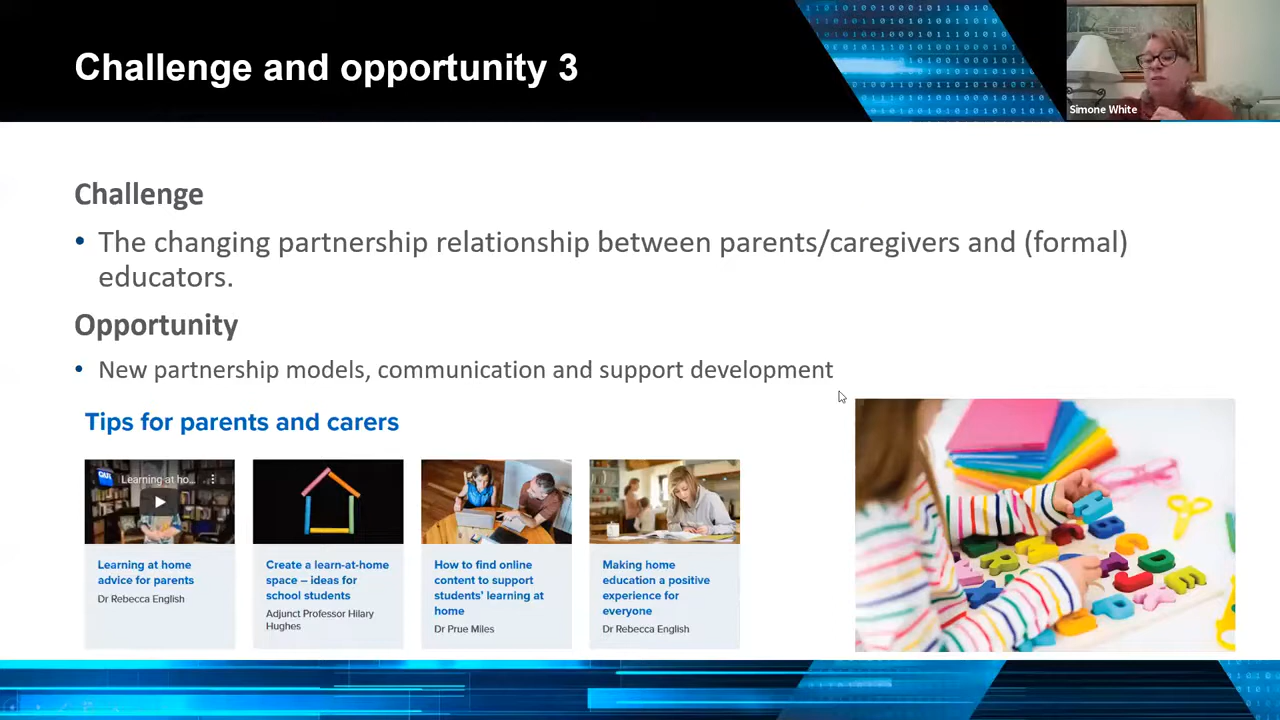 Challenge and opportunity 3
Simone White
Challenge
• The changing partnership relationship between parents/caregivers and (formal)
educators.
Opportunity
• New partnership models, communication and support development
Tips for parents and carers
Learning at ho...
Learning at home
advice for parents
Dr Rebecca English
Create a learn-at-home
space – ideas for
school students
Adjunct Professor Hilary
Hughes
How to find online
content to support
students' learning at
home
Dr Prue Miles
Making home
education a positive
experience for
everyone
Dr Rebecca English